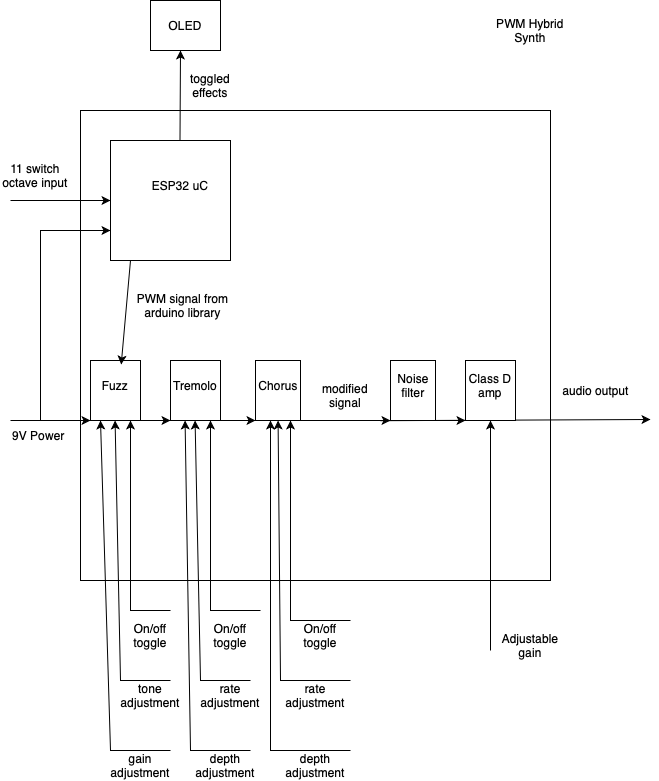 OLED
PWM Hybrid
Synth
toggled
effects
11 switch
octave input
ESP32 uC
PWM signal from
arduino library
Fuzz
Tremolo
Chorus
modified
signal
Noise
filter
Class D
amp
audio output
9V Power
On/off
toggle
On/off
toggle
On/off
toggle
Adjustable
gain
tone
adjustment
rate
adjustment
rate
adjustment
gain
adjustment
depth
adjustment
depth
adjustment